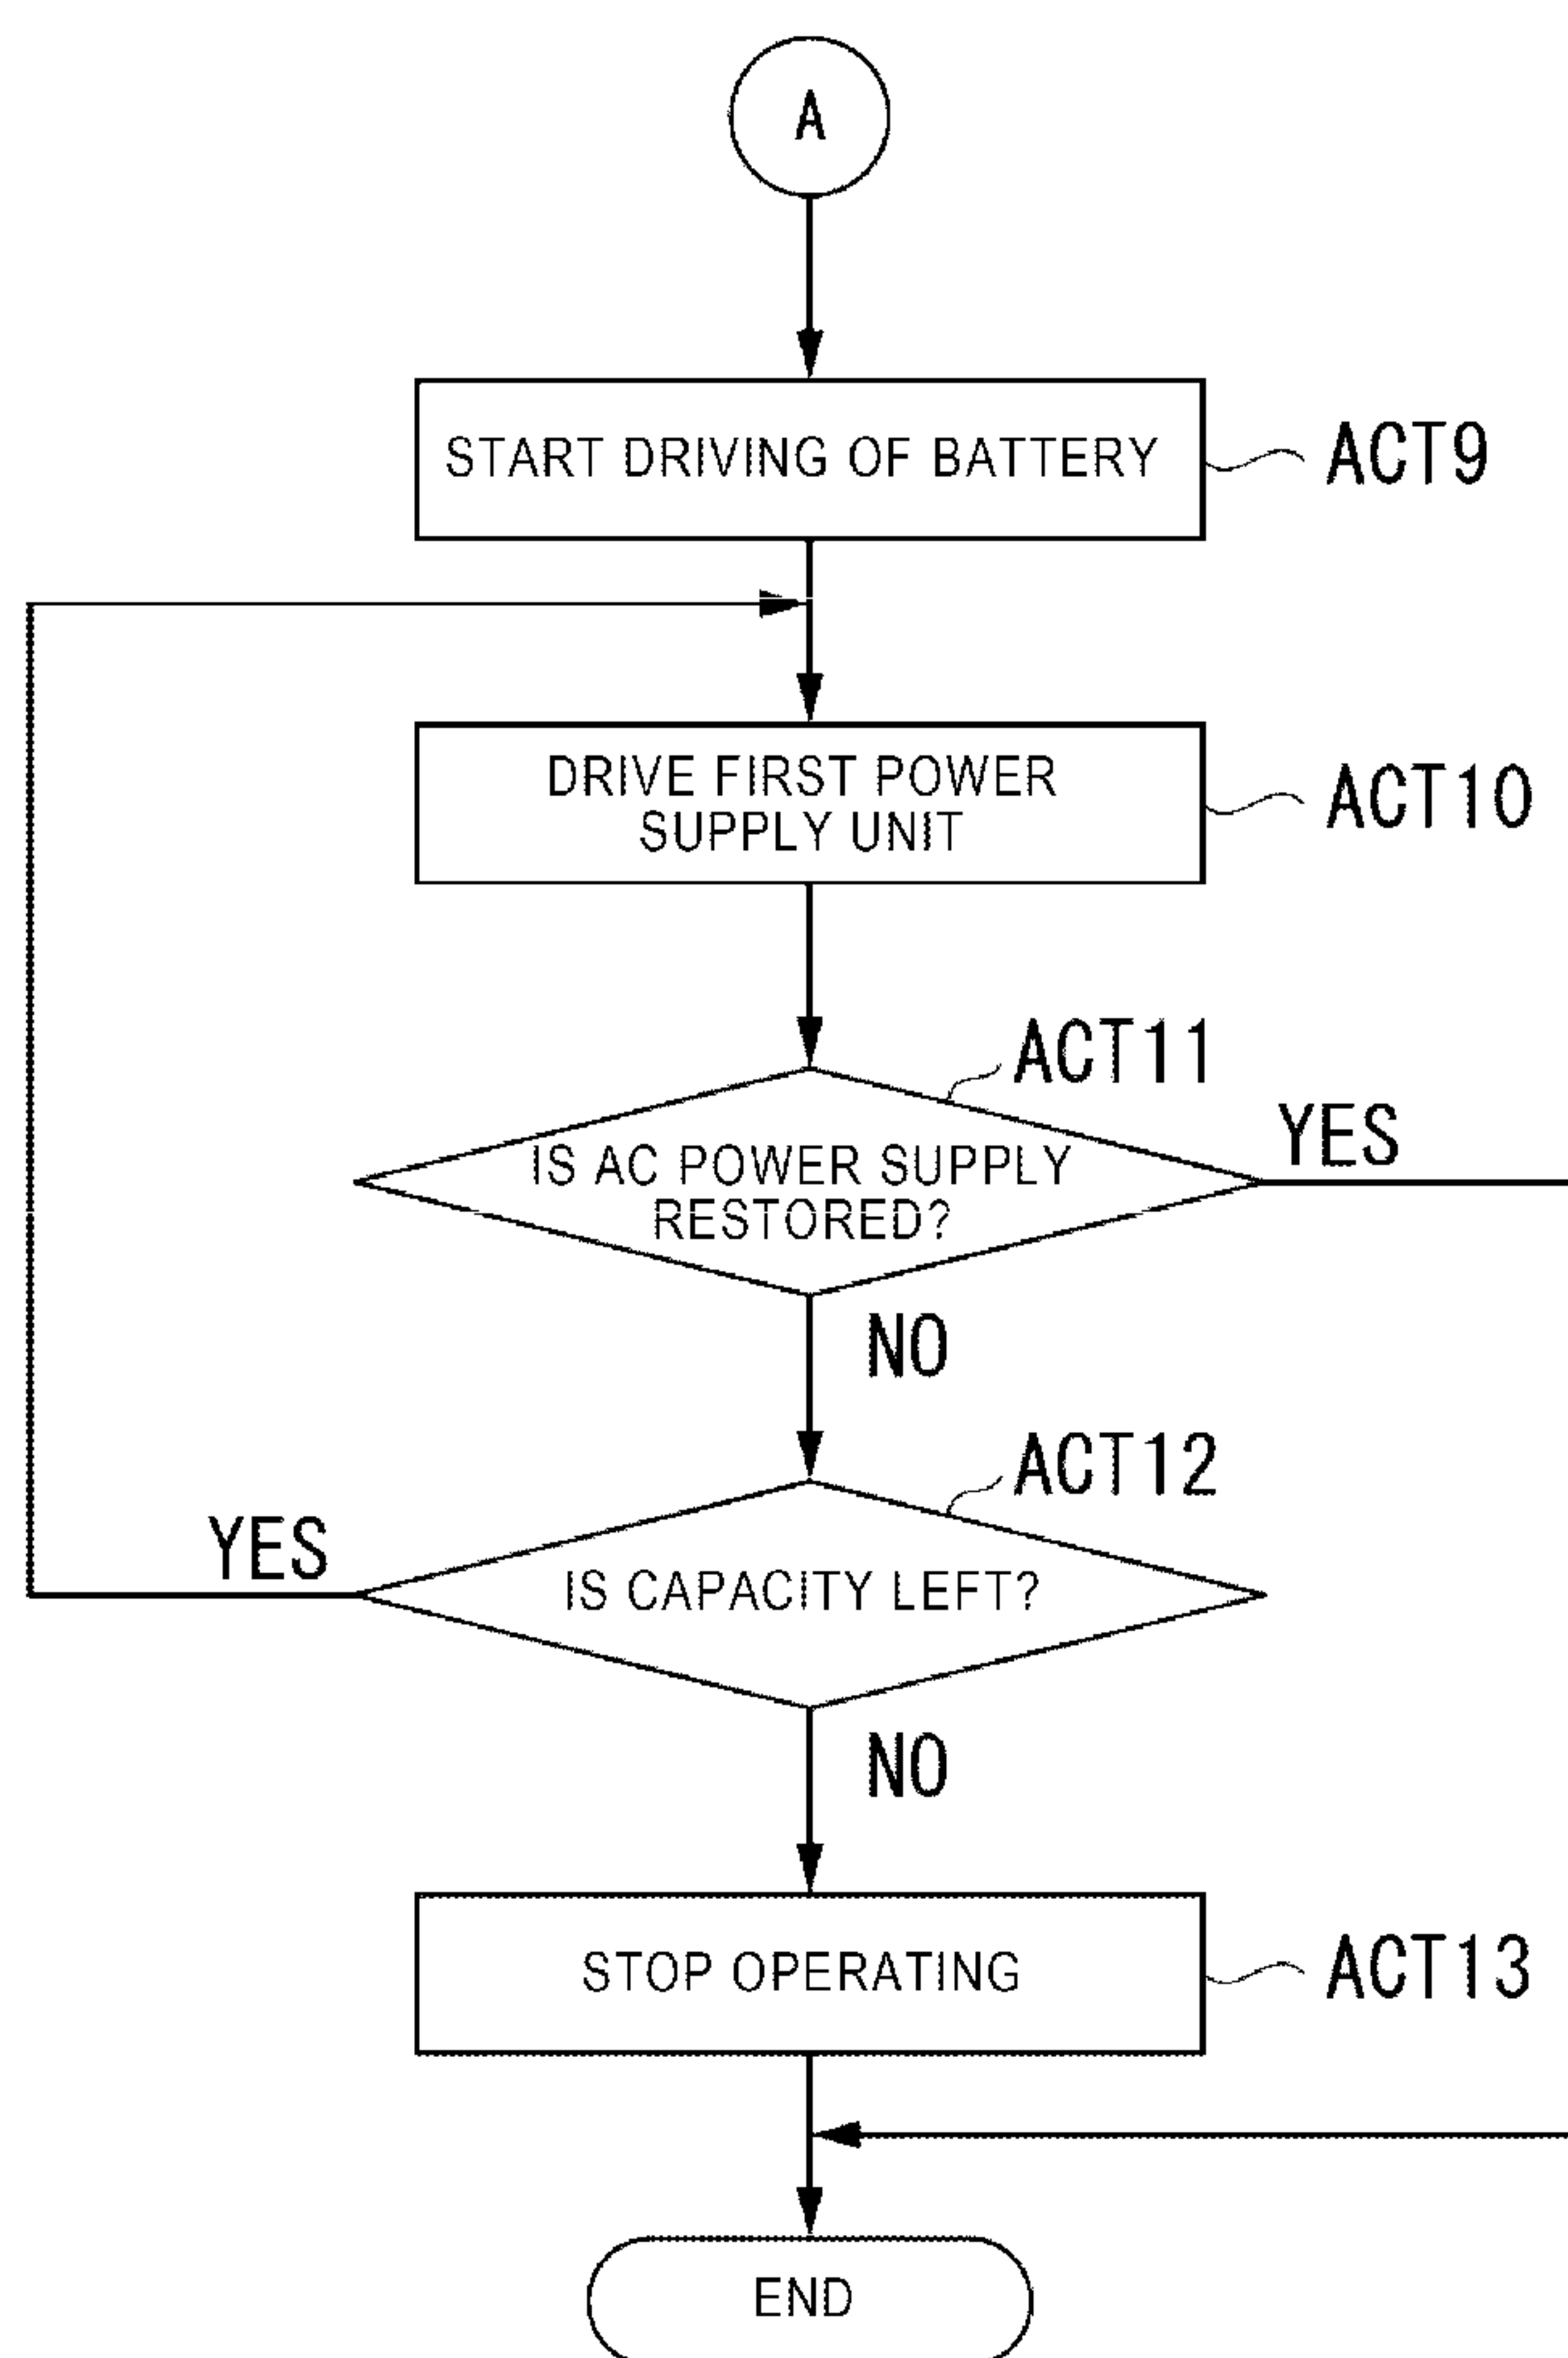 A
START DRIVING OF BATTERY
ACT9
DRIVE FIRST POWER
SUPPLY UNIT
ACT10
ACT11
IS AC POWER SUPPLY
RESTORED?
YES
NO
ACT12
YES
IS CAPACITY LEFT?
NO
STOP OPERATING
ACT13
END